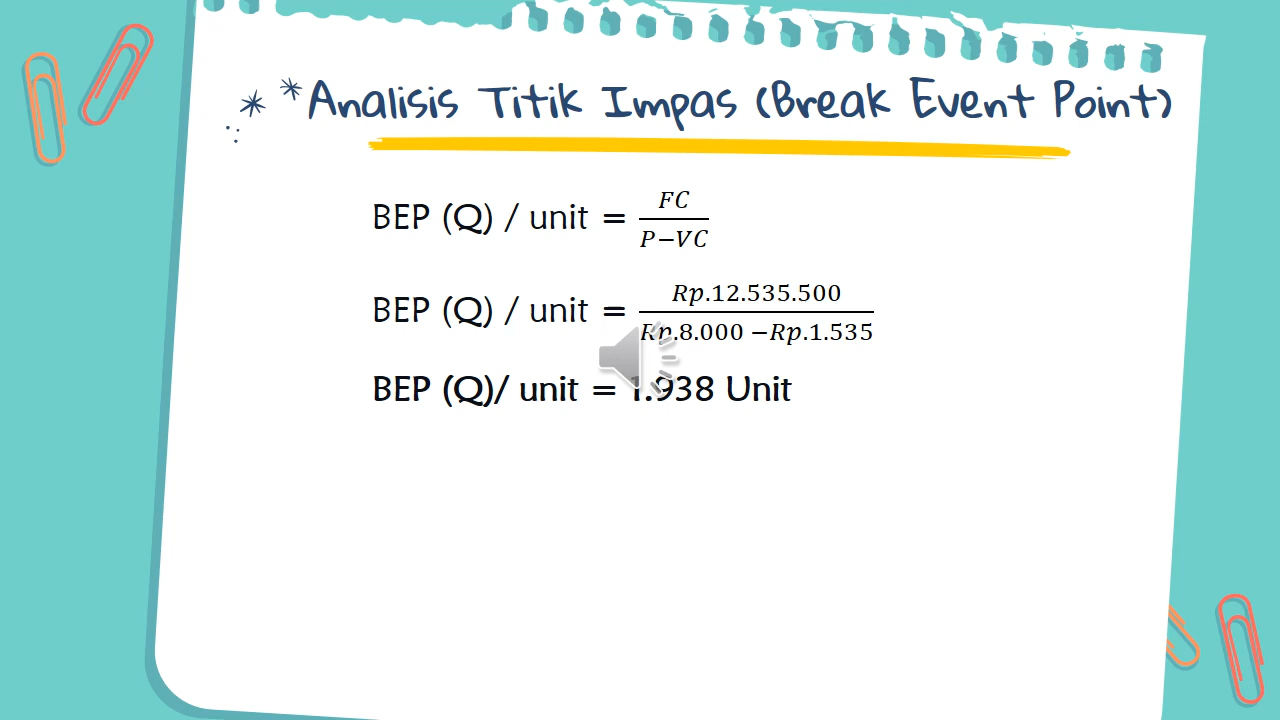 Analisis Titik Impas (Break Event Point)
BEP (Q) / unit = FC / P−VC
BEP (Q) / unit = Rp.12.535.500 / Rp.8.000 −Rp.1.535
BEP (Q)/ unit = 1.938 Unit